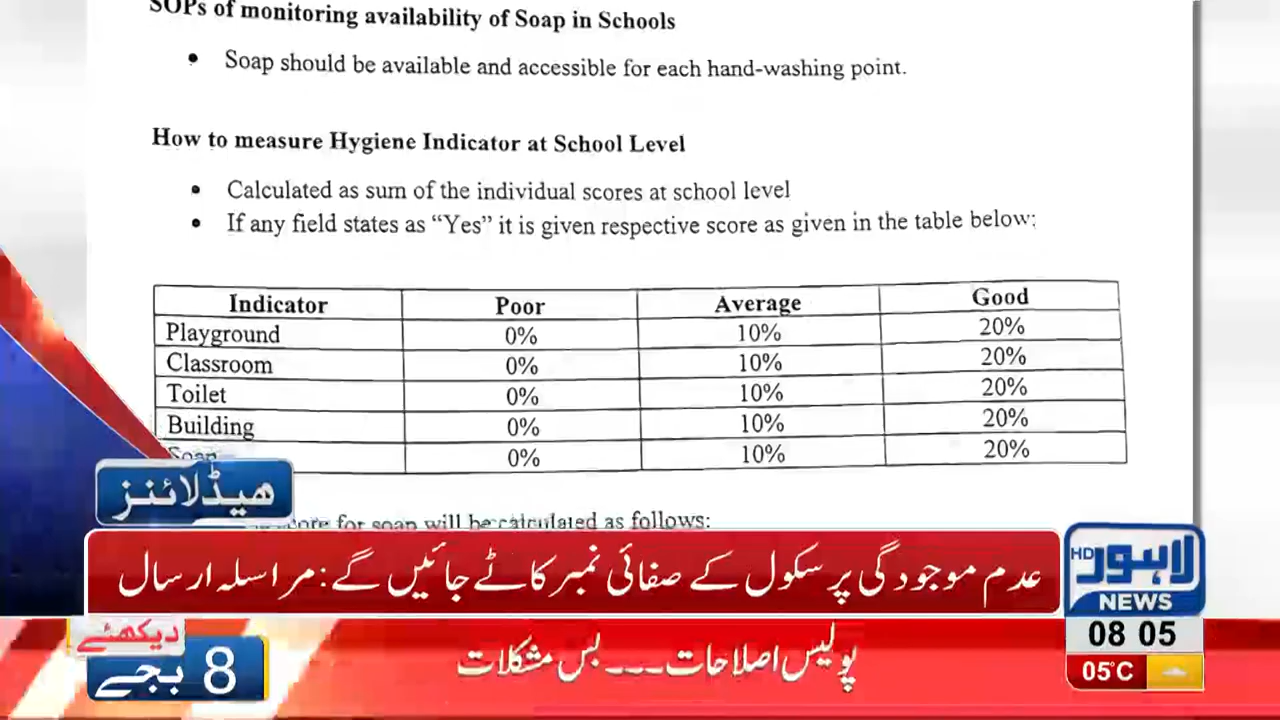 SOPs of monitoring availability of Soap in Schools
• Soap should be available and accessible for each hand-washing point.
How to measure Hygiene Indicator at School Level
• Calculated as sum of the individual scores at school level
• If any field states as “Yes” it is given respective score as given in the table below:
Indicator Poor Average Good
Playground 0% 10% 20%
Classroom 0% 10% 20%
Toilet 0% 10% 20%
Building 0% 10% 20%
Soap 0% 10% 20%
score for soap will be calculated as follows:
ہیڈلائنز
عدم موجودگی پر سکول کے صفائی نمبر کاٹے جائیں گے: مراسلہ ارسال
HD لاہور
NEWS
08 05
05°C
دیکھئے
8 بجے
پولیس اصلاحات۔۔۔ بس مشکلات